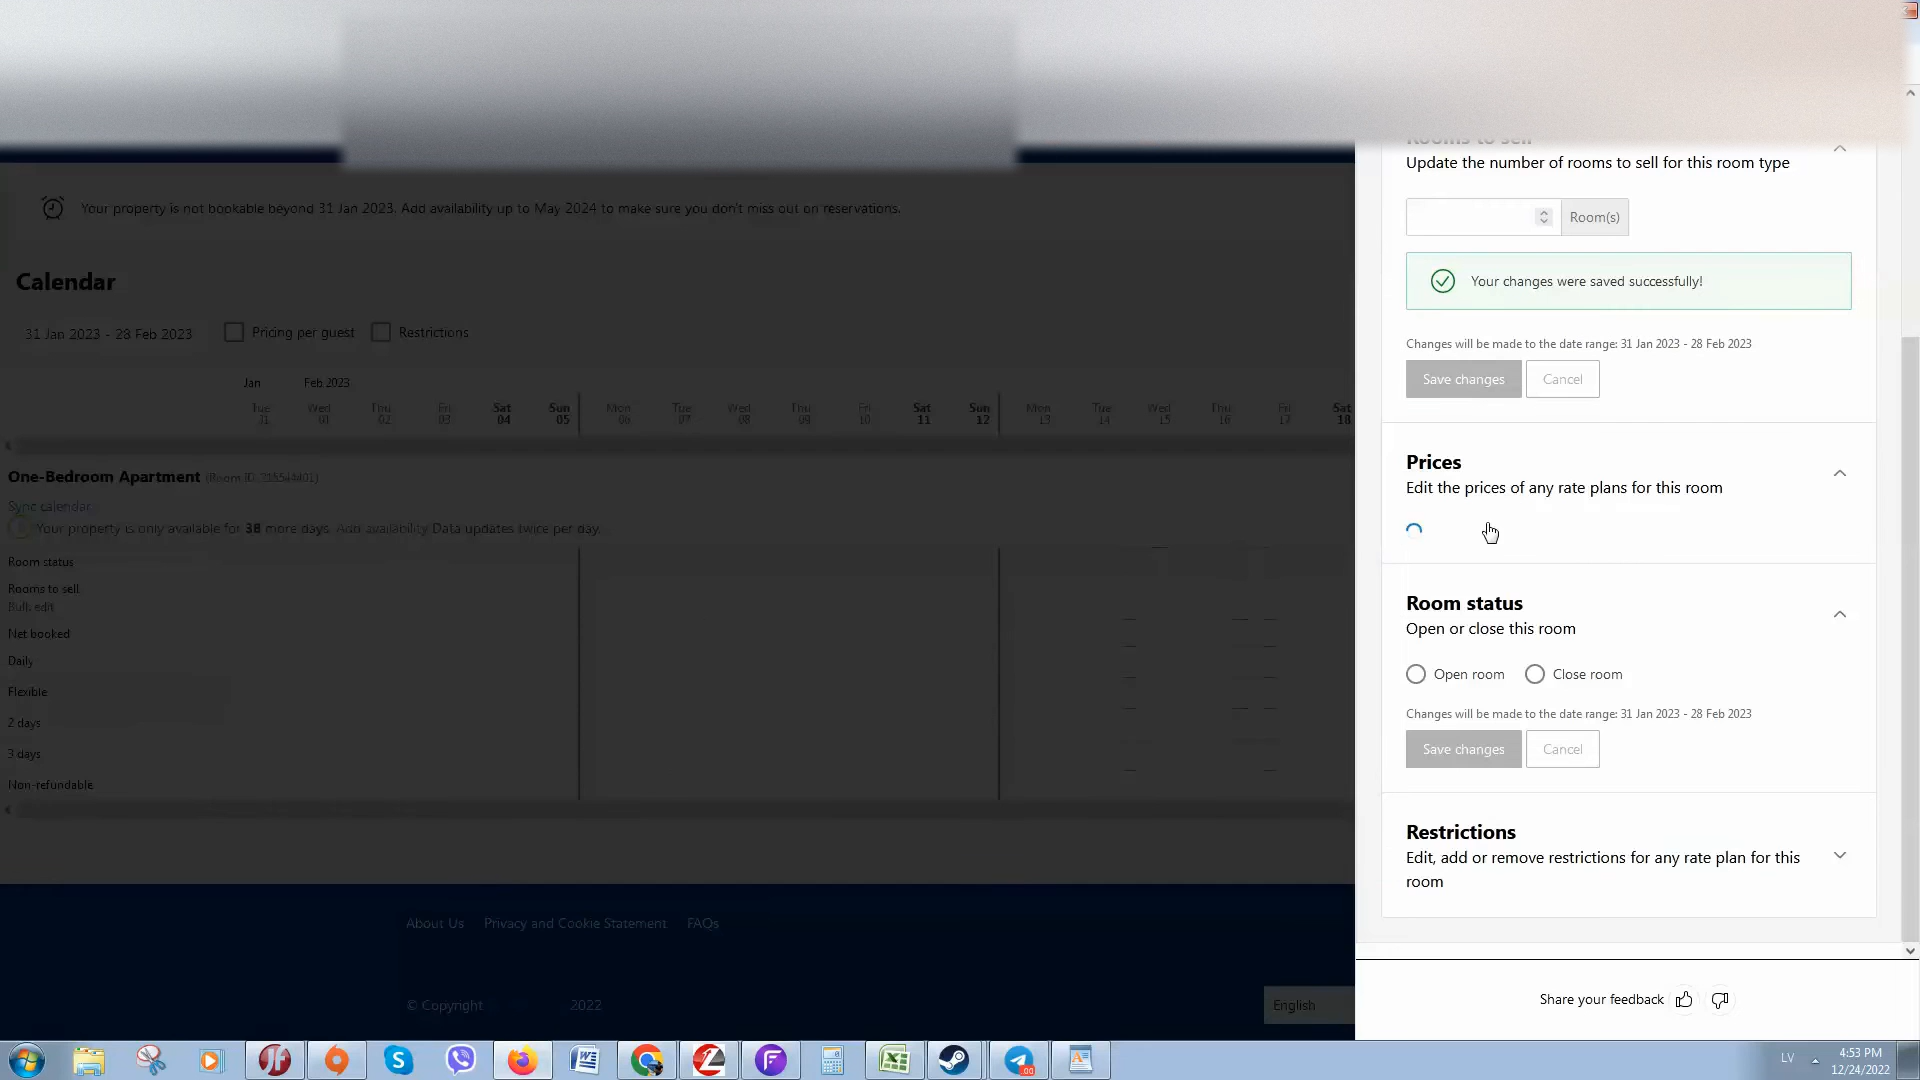 Your property is not bookable beyond 31 Jan 2023. Add availability up to May 2024 to make sure you don't miss out on reservations.
Calendar
31 Jan 2023 - 28 Feb 2023
Pricing per guest
Restrictions
Jan
Feb 2023
Tue Wed Thu Fri Sat Sun Mon Tue Wed Thu Fri Sat Sun Mon Tue Wed Thu Fri Sat
31 01 02 03 04 05 06 07 08 09 10 11 12 13 14 15 16 17 18
One-Bedroom Apartment
Sync calendar
Your property is only available for 38 more days. Add availability Data updates twice per day.
Room status
Rooms to sell
Bulk edit
Net booked
Daily
Flexible
2 days
3 days
Non-refundable
About Us Privacy and Cookie Statement FAQs
© Copyright 2022
English
Rooms to sell
Update the number of rooms to sell for this room type
Room(s)
Your changes were saved successfully!
Changes will be made to the date range: 31 Jan 2023 - 28 Feb 2023
Save changes Cancel
Prices
Edit the prices of any rate plans for this room
Room status
Open or close this room
Open room Close room
Changes will be made to the date range: 31 Jan 2023 - 28 Feb 2023
Save changes Cancel
Restrictions
Edit, add or remove restrictions for any rate plan for this
room
Share your feedback
LV
4:53 PM
12/24/2022